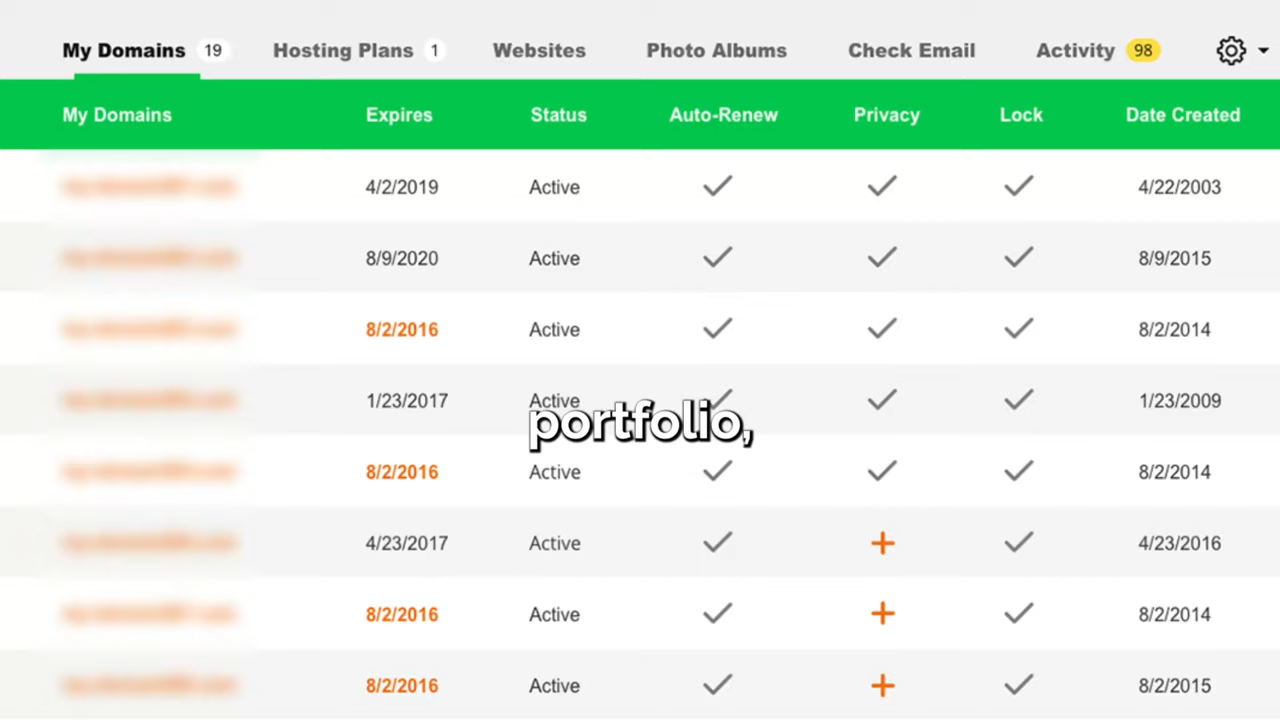 My Domains 19 Hosting Plans 1 Websites Photo Albums Check Email Activity 98
My Domains Expires Status Auto-Renew Privacy Lock Date Created
4/2/2019 Active 4/22/2003
8/9/2020 Active 8/9/2015
8/2/2016 Active 8/2/2014
1/23/2017 Active 1/23/2009
portfolio,
8/2/2016 Active 8/2/2014
4/23/2017 Active 4/23/2016
8/2/2016 Active 8/2/2014
8/2/2016 Active 8/2/2015